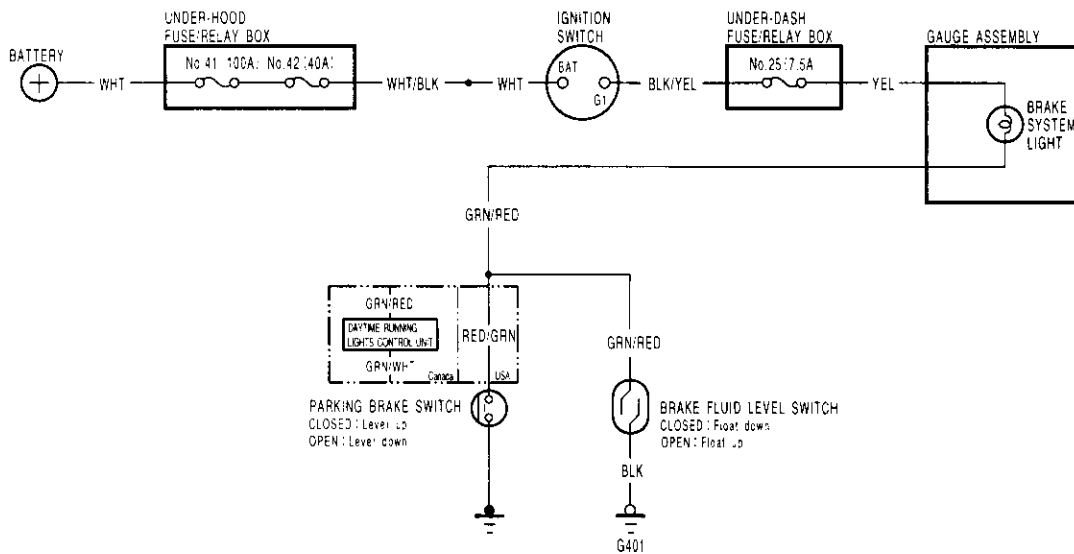 UNDER-HOOD
FUSE/RELAY BOX
IGNITION
SWITCH
UNDER-DASH
FUSE/RELAY BOX
GAUGE ASSEMBLY
BATTERY
WHT
No.41 (100A) No.42 (40A)
WHT/BLK
WHT
BAT
G1
BLK/YEL
No.25 (7.5A
YEL
BRAKE
SYSTEM
LIGHT
GRN/RED
GRN/RED
DAYTIME RUNNING
LIGHTS CONTROL UNIT
GRN/WHT
Canada
RED/GRN
USA
GRN/RED
PARKING BRAKE SWITCH
CLOSED : Lever up
OPEN : Lever down
BRAKE FLUID LEVEL SWITCH
CLOSED : Float down
OPEN : Float up
BLK
G401